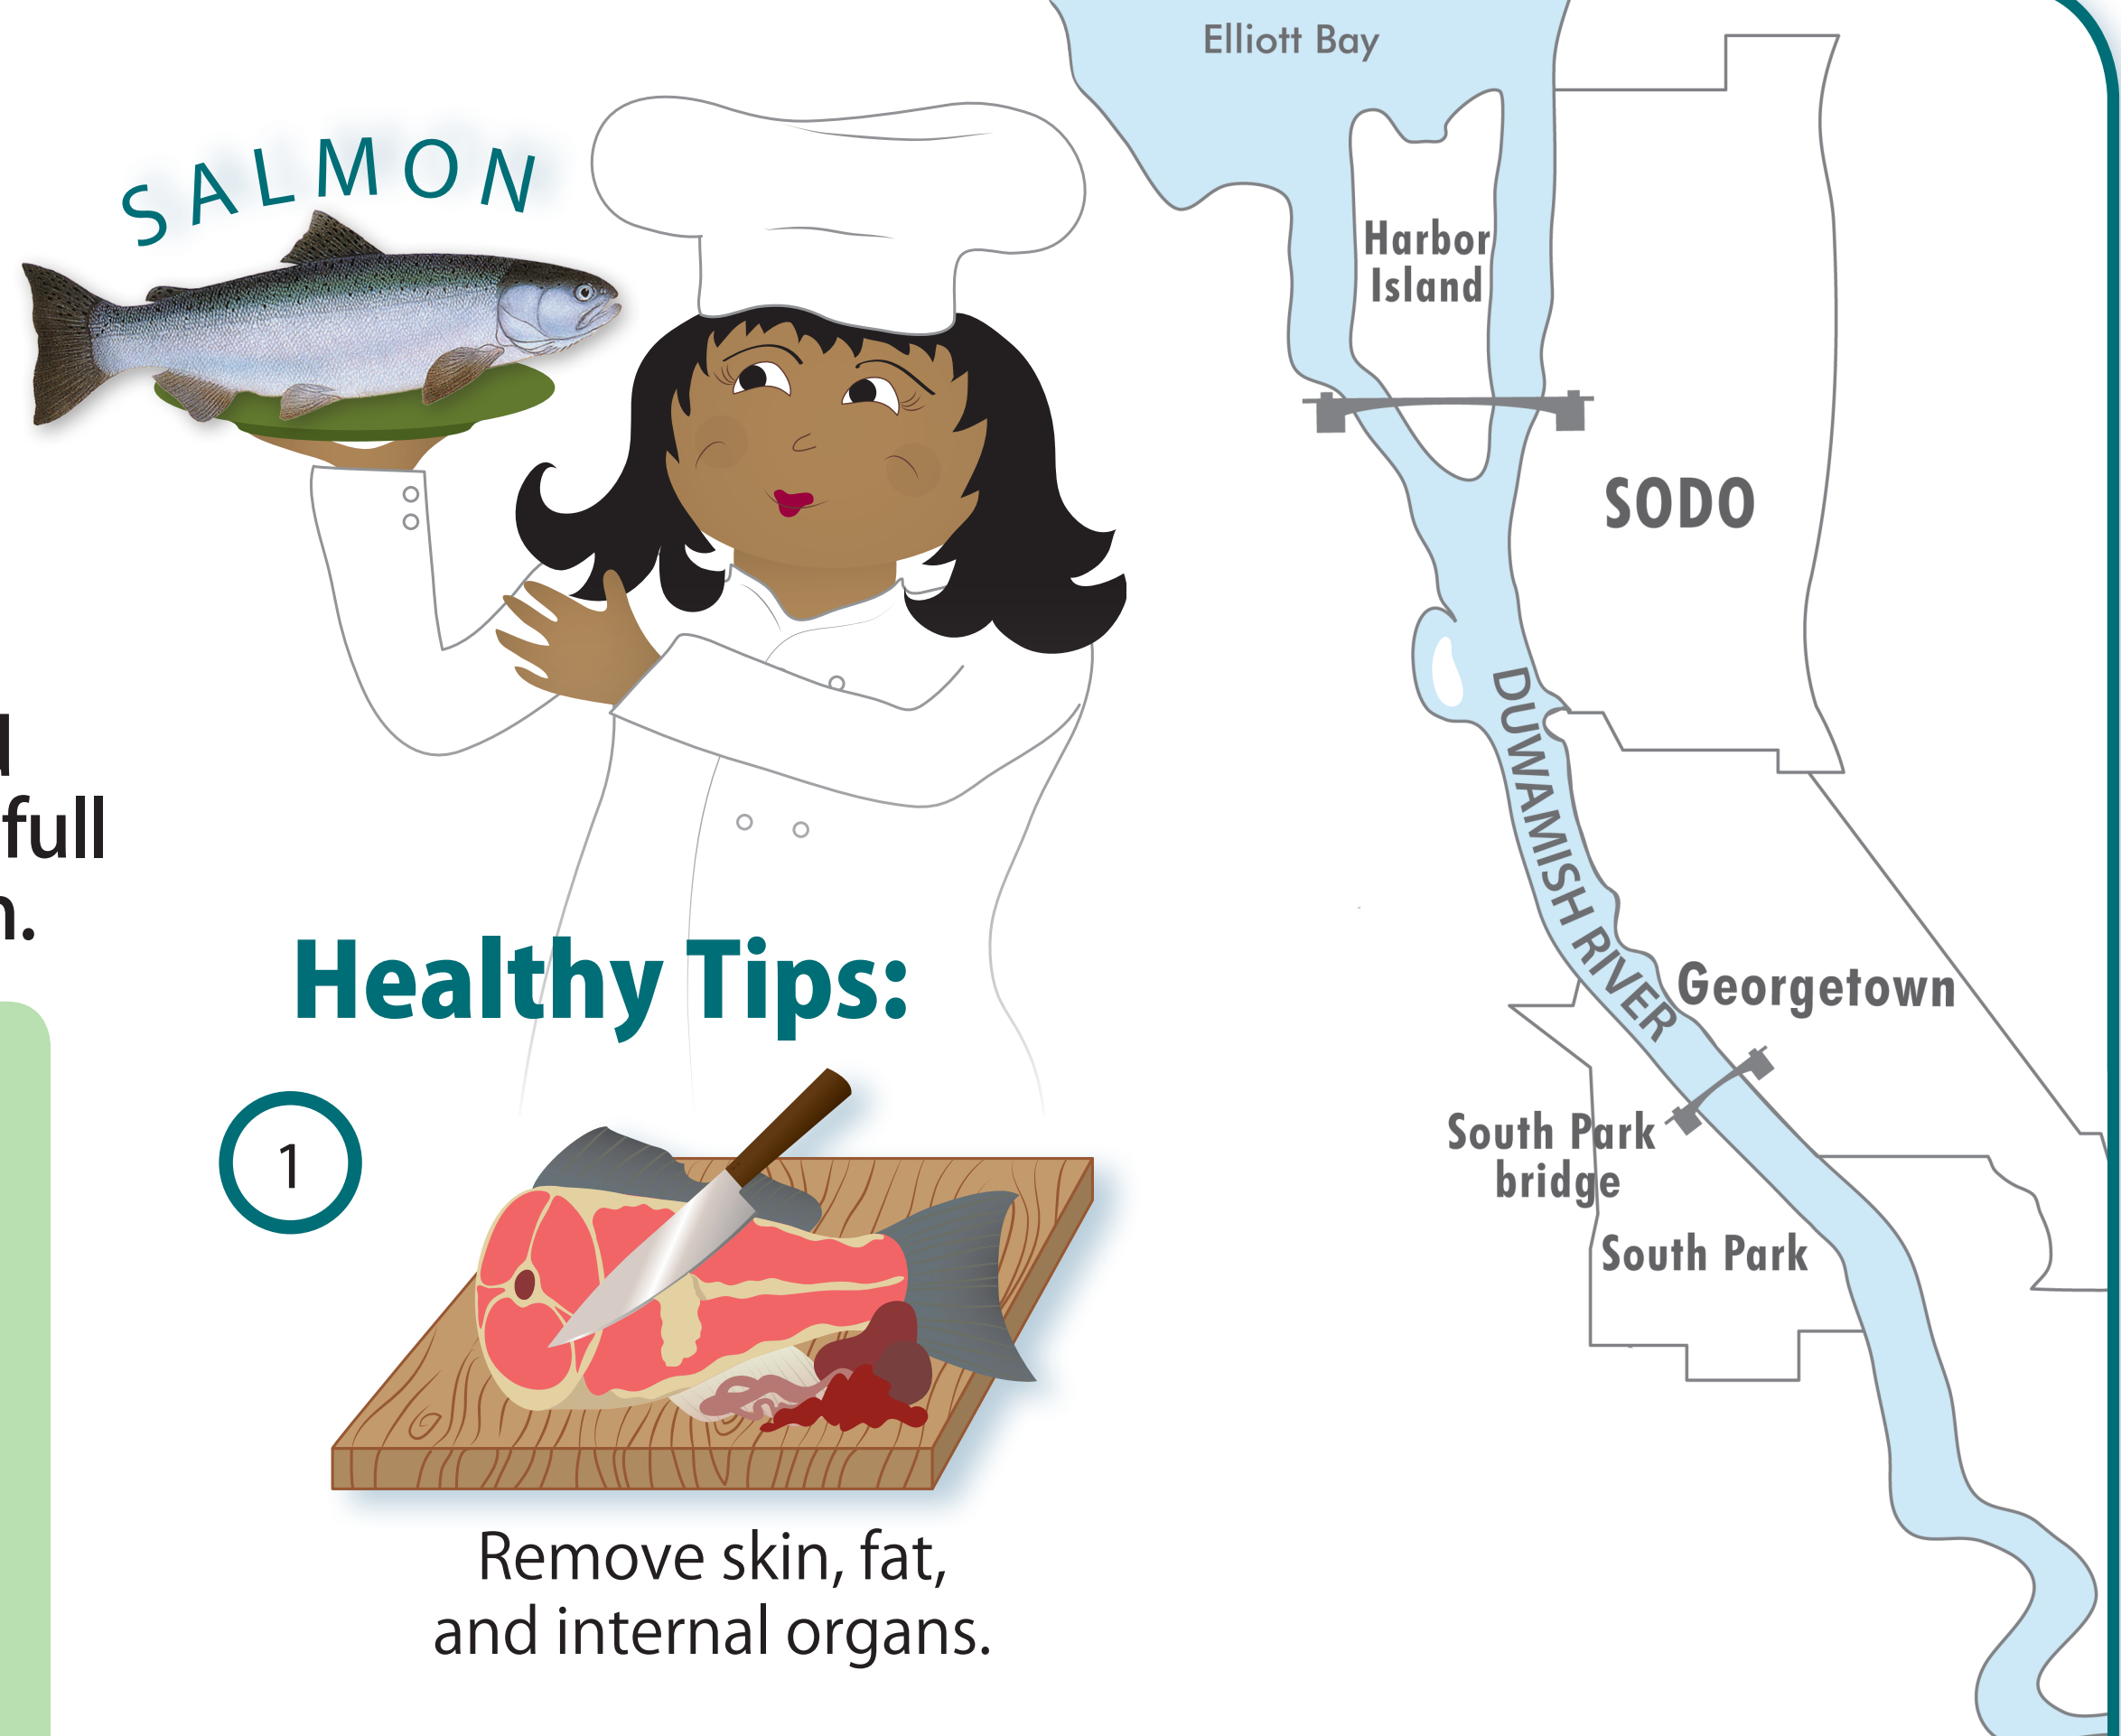 SALMON
full
Healthy Tips:
1
Remove skin, fat,
and internal organs.
Elliott Bay
Harbor
Island
SODO
DUWAMISH RIVER
Georgetown
South Park
bridge
South Park